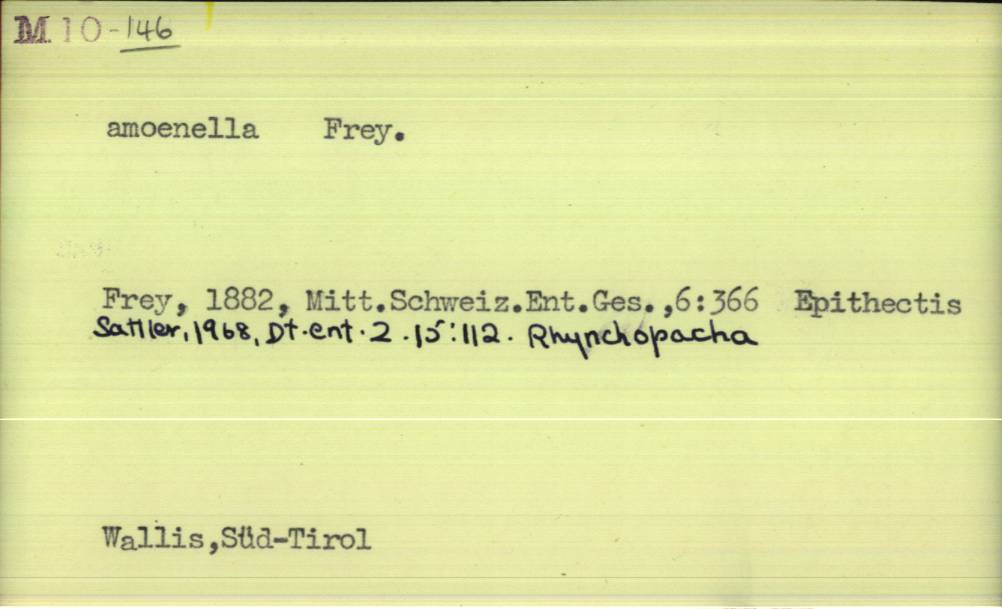 M 10-146
amoenella Frey.
Frey, 1882, Mitt.Schweiz.Ent.Ges.,6:366 Epithectis
Sattler, 1968, Dt. ent. Z. 15:112. Rhynchopacha
Wallis,Süd-Tirol